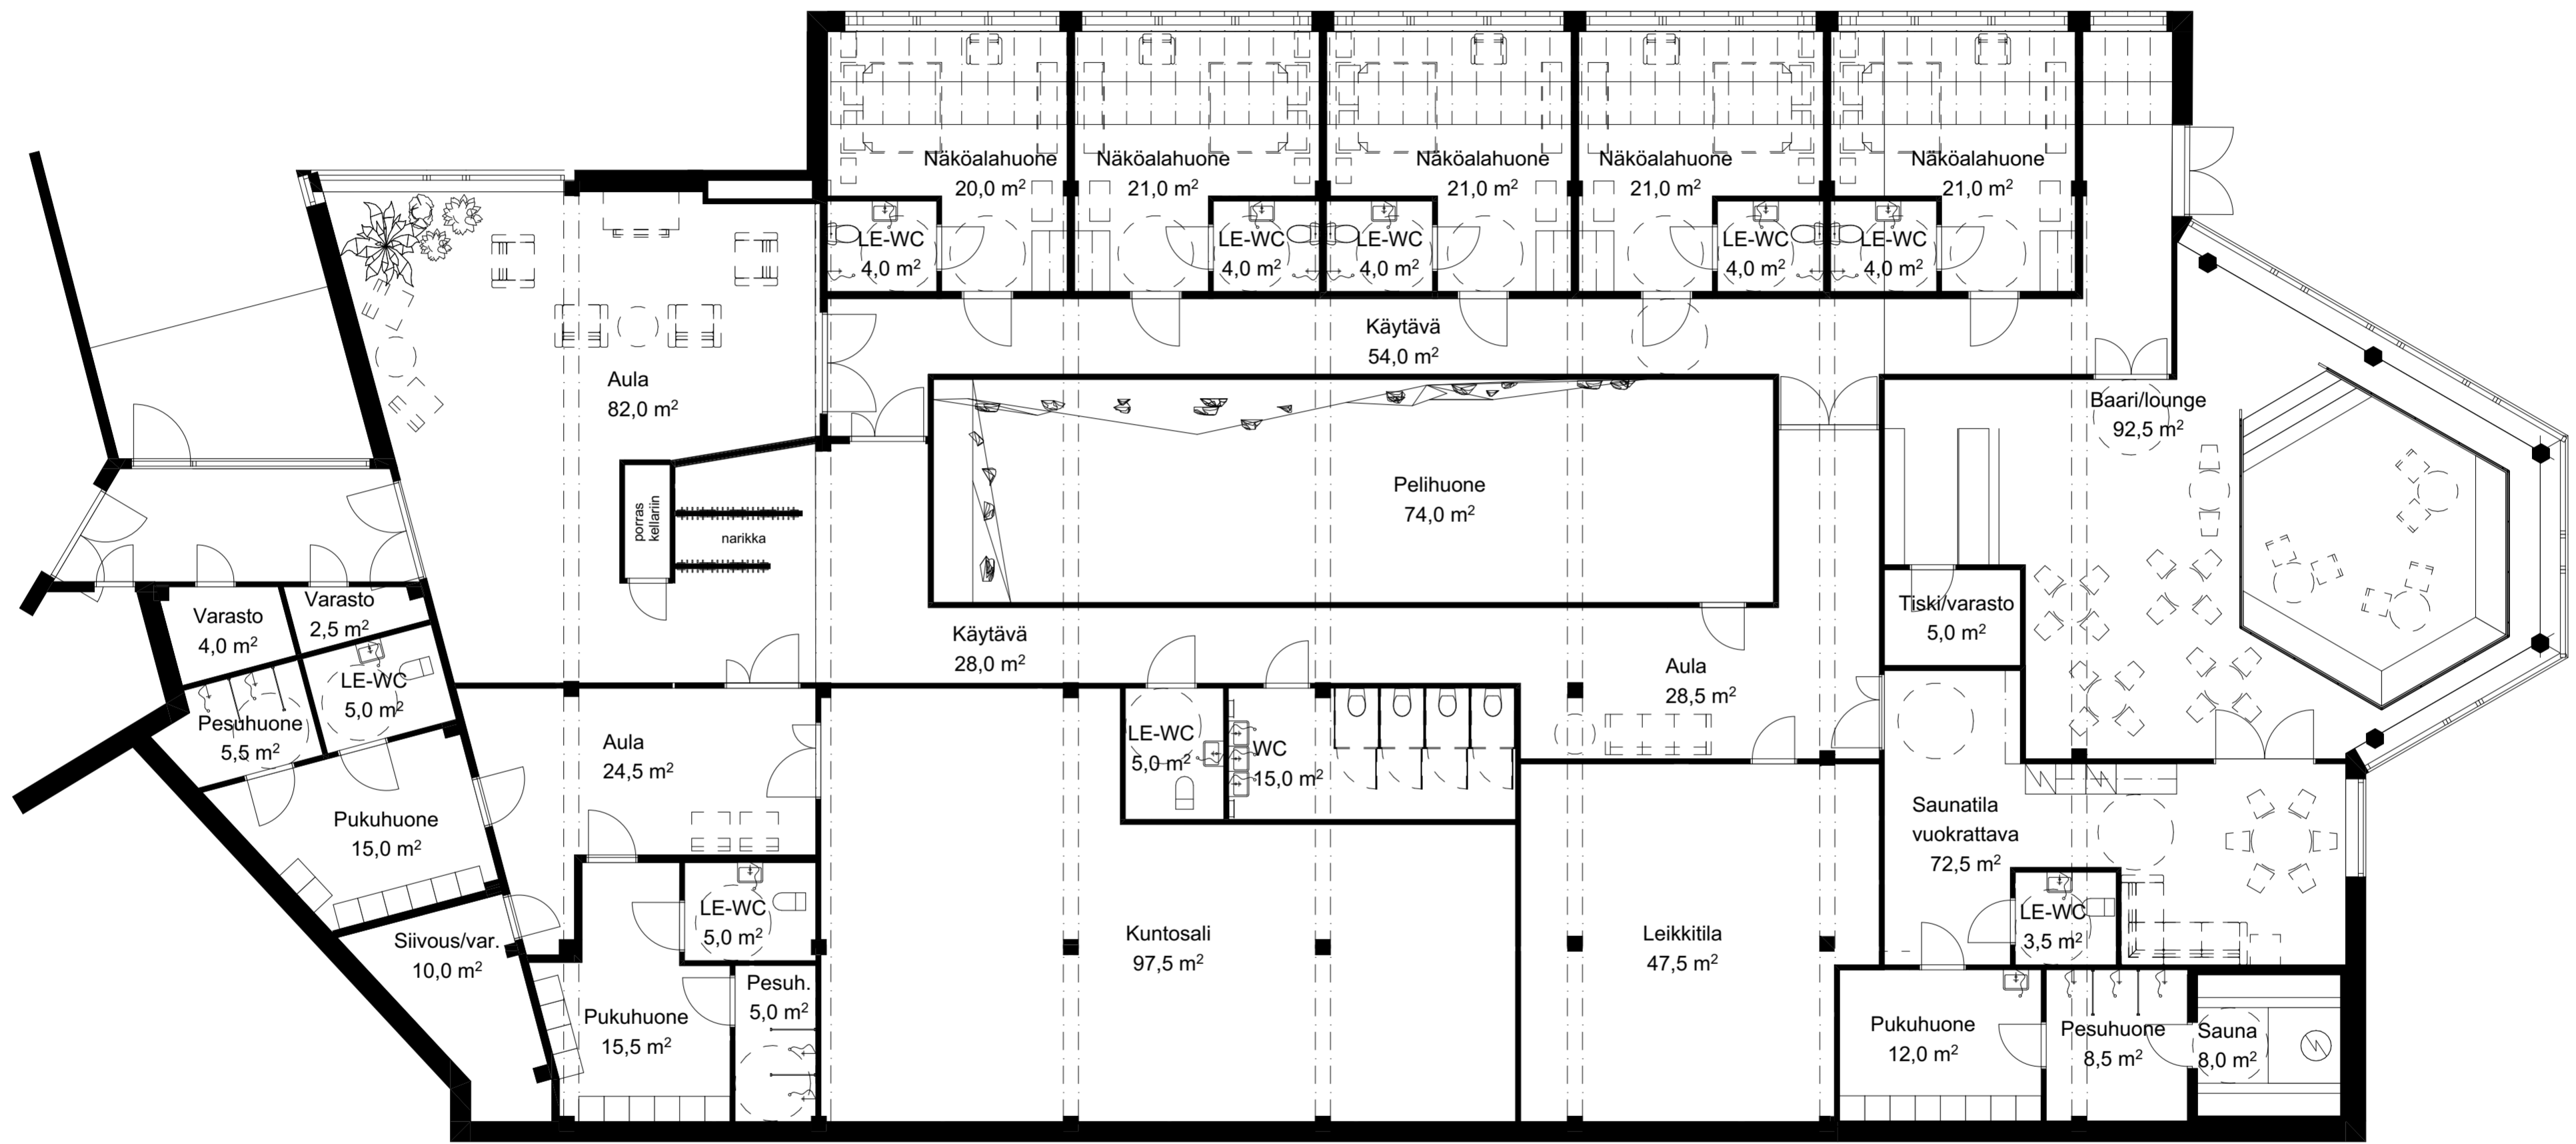 Näköalahuone
20,0 m²
Näköalahuone
21,0 m²
Näköalahuone
21,0 m²
Näköalahuone
21,0 m²
Näköalahuone
21,0 m²
LE-WC
4,0 m²
LE-WC
4,0 m²
LE-WC
4,0 m²
LE-WC
4,0 m²
LE-WC
4,0 m²
Käytävä
54,0 m²
Aula
82,0 m²
Baari/lounge
92,5 m²
Pelihuone
74,0 m²
porras
kellariin
narikka
Varasto
4,0 m²
Varasto
2,5 m²
Tiski/varasto
5,0 m²
Käytävä
28,0 m²
LE-WC
5,0 m²
Pesuhuone
5,5 m²
Aula
28,5 m²
Aula
24,5 m²
LE-WC
5,0 m²
WC
15,0 m²
Pukuhuone
15,0 m²
Saunatila
vuokrattava
72,5 m²
LE-WC
5,0 m²
LE-WC
3,5 m²
Siivous/var.
10,0 m²
Kuntosali
97,5 m²
Leikkitila
47,5 m²
Pesuh.
5,0 m²
Pukuhuone
15,5 m²
Pukuhuone
12,0 m²
Pesuhuone
8,5 m²
Sauna
8,0 m²